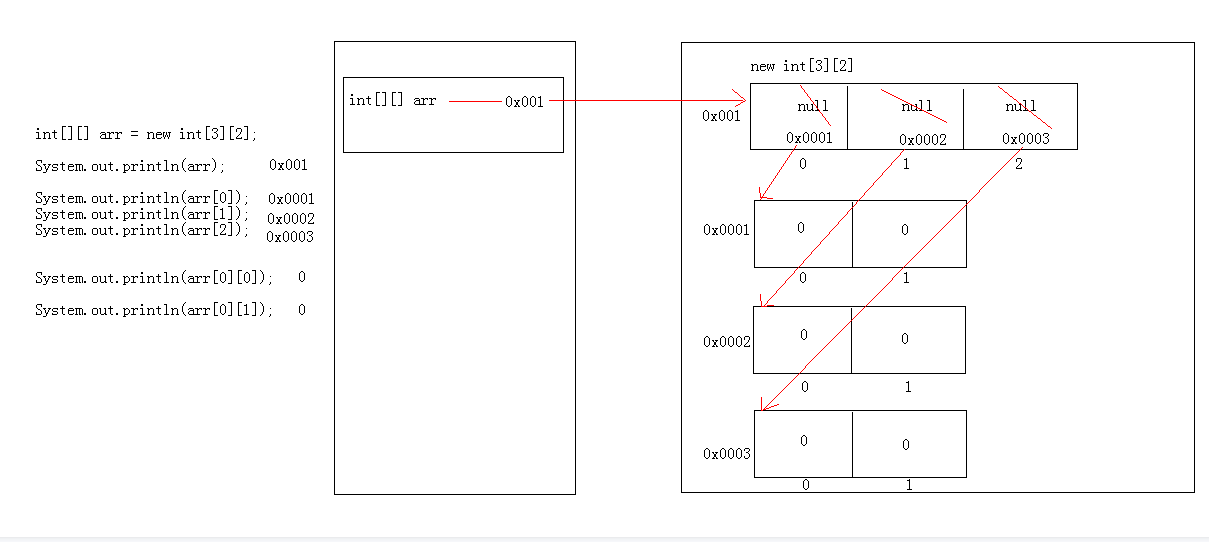 int[][] arr = new int[3][2];
System.out.println(arr); 0x001
System.out.println(arr[0]); 0x0001
System.out.println(arr[1]); 0x0002
System.out.println(arr[2]); 0x0003
System.out.println(arr[0][0]); 0
System.out.println(arr[0][1]); 0
int[][] arr 0x001
new int[3][2]
0x001
null null null
0x0001 0x0002 0x0003
0 1 2
0x0001 0 0
0 1
0x0002 0 0
0 1
0x0003 0 0
0 1